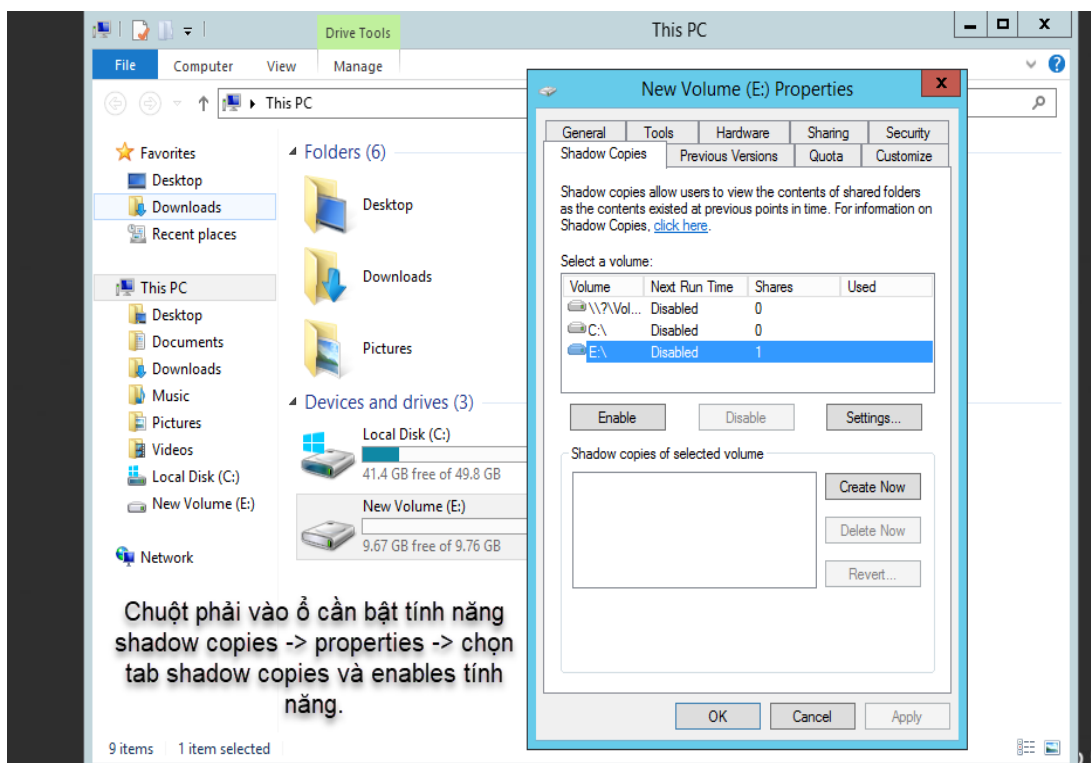 Drive Tools
This PC
File
Computer
View
Manage
This PC
Favorites
Desktop
Downloads
Recent places
This PC
Desktop
Documents
Downloads
Music
Pictures
Videos
Local Disk (C:)
New Volume (E:)
Network
Folders (6)
Desktop
Downloads
Pictures
Devices and drives (3)
Local Disk (C:)
41.4 GB free of 49.8 GB
New Volume (E:)
9.67 GB free of 9.76 GB
Chuột phải vào ổ cần bật tính năng
shadow copies -> properties -> chọn
tab shadow copies và enables tính
năng.
9 items 1 item selected
New Volume (E:) Properties
General Tools Hardware Sharing Security
Shadow Copies Previous Versions Quota Customize
Shadow copies allow users to view the contents of shared folders
as the contents existed at previous points in time. For information on
Shadow Copies, click here.
Select a volume:
Volume Next Run Time Shares Used
\\?\Vol... Disabled 0
C:\ Disabled 0
E:\ Disabled 1
Enable Disable Settings...
Shadow copies of selected volume
Create Now
Delete Now
Revert...
OK Cancel Apply